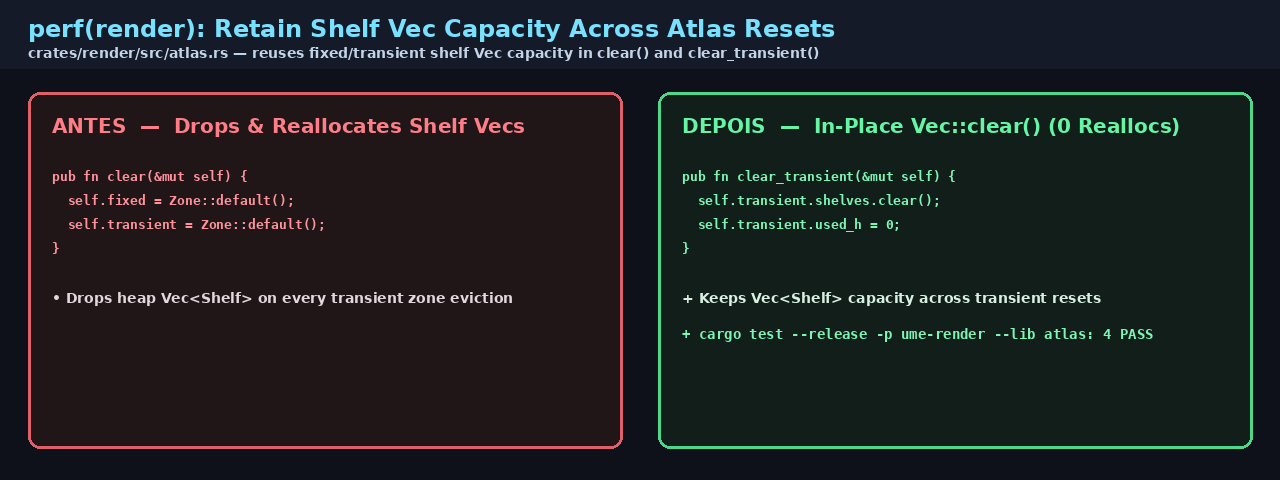 perf(render): Retain Shelf Vec Capacity Across Atlas Resets
crates/render/src/atlas.rs — reuses fixed/transient shelf Vec capacity in clear() and clear_transient()
ANTES — Drops & Reallocates Shelf Vecs
pub fn clear(&mut self) {
  self.fixed = Zone::default();
  self.transient = Zone::default();
}
• Drops heap Vec<Shelf> on every transient zone eviction
DEPOIS — In-Place Vec::clear() (0 Reallocs)
pub fn clear_transient(&mut self) {
  self.transient.shelves.clear();
  self.transient.used_h = 0;
}
+ Keeps Vec<Shelf> capacity across transient resets
+ cargo test --release -p ume-render --lib atlas: 4 PASS